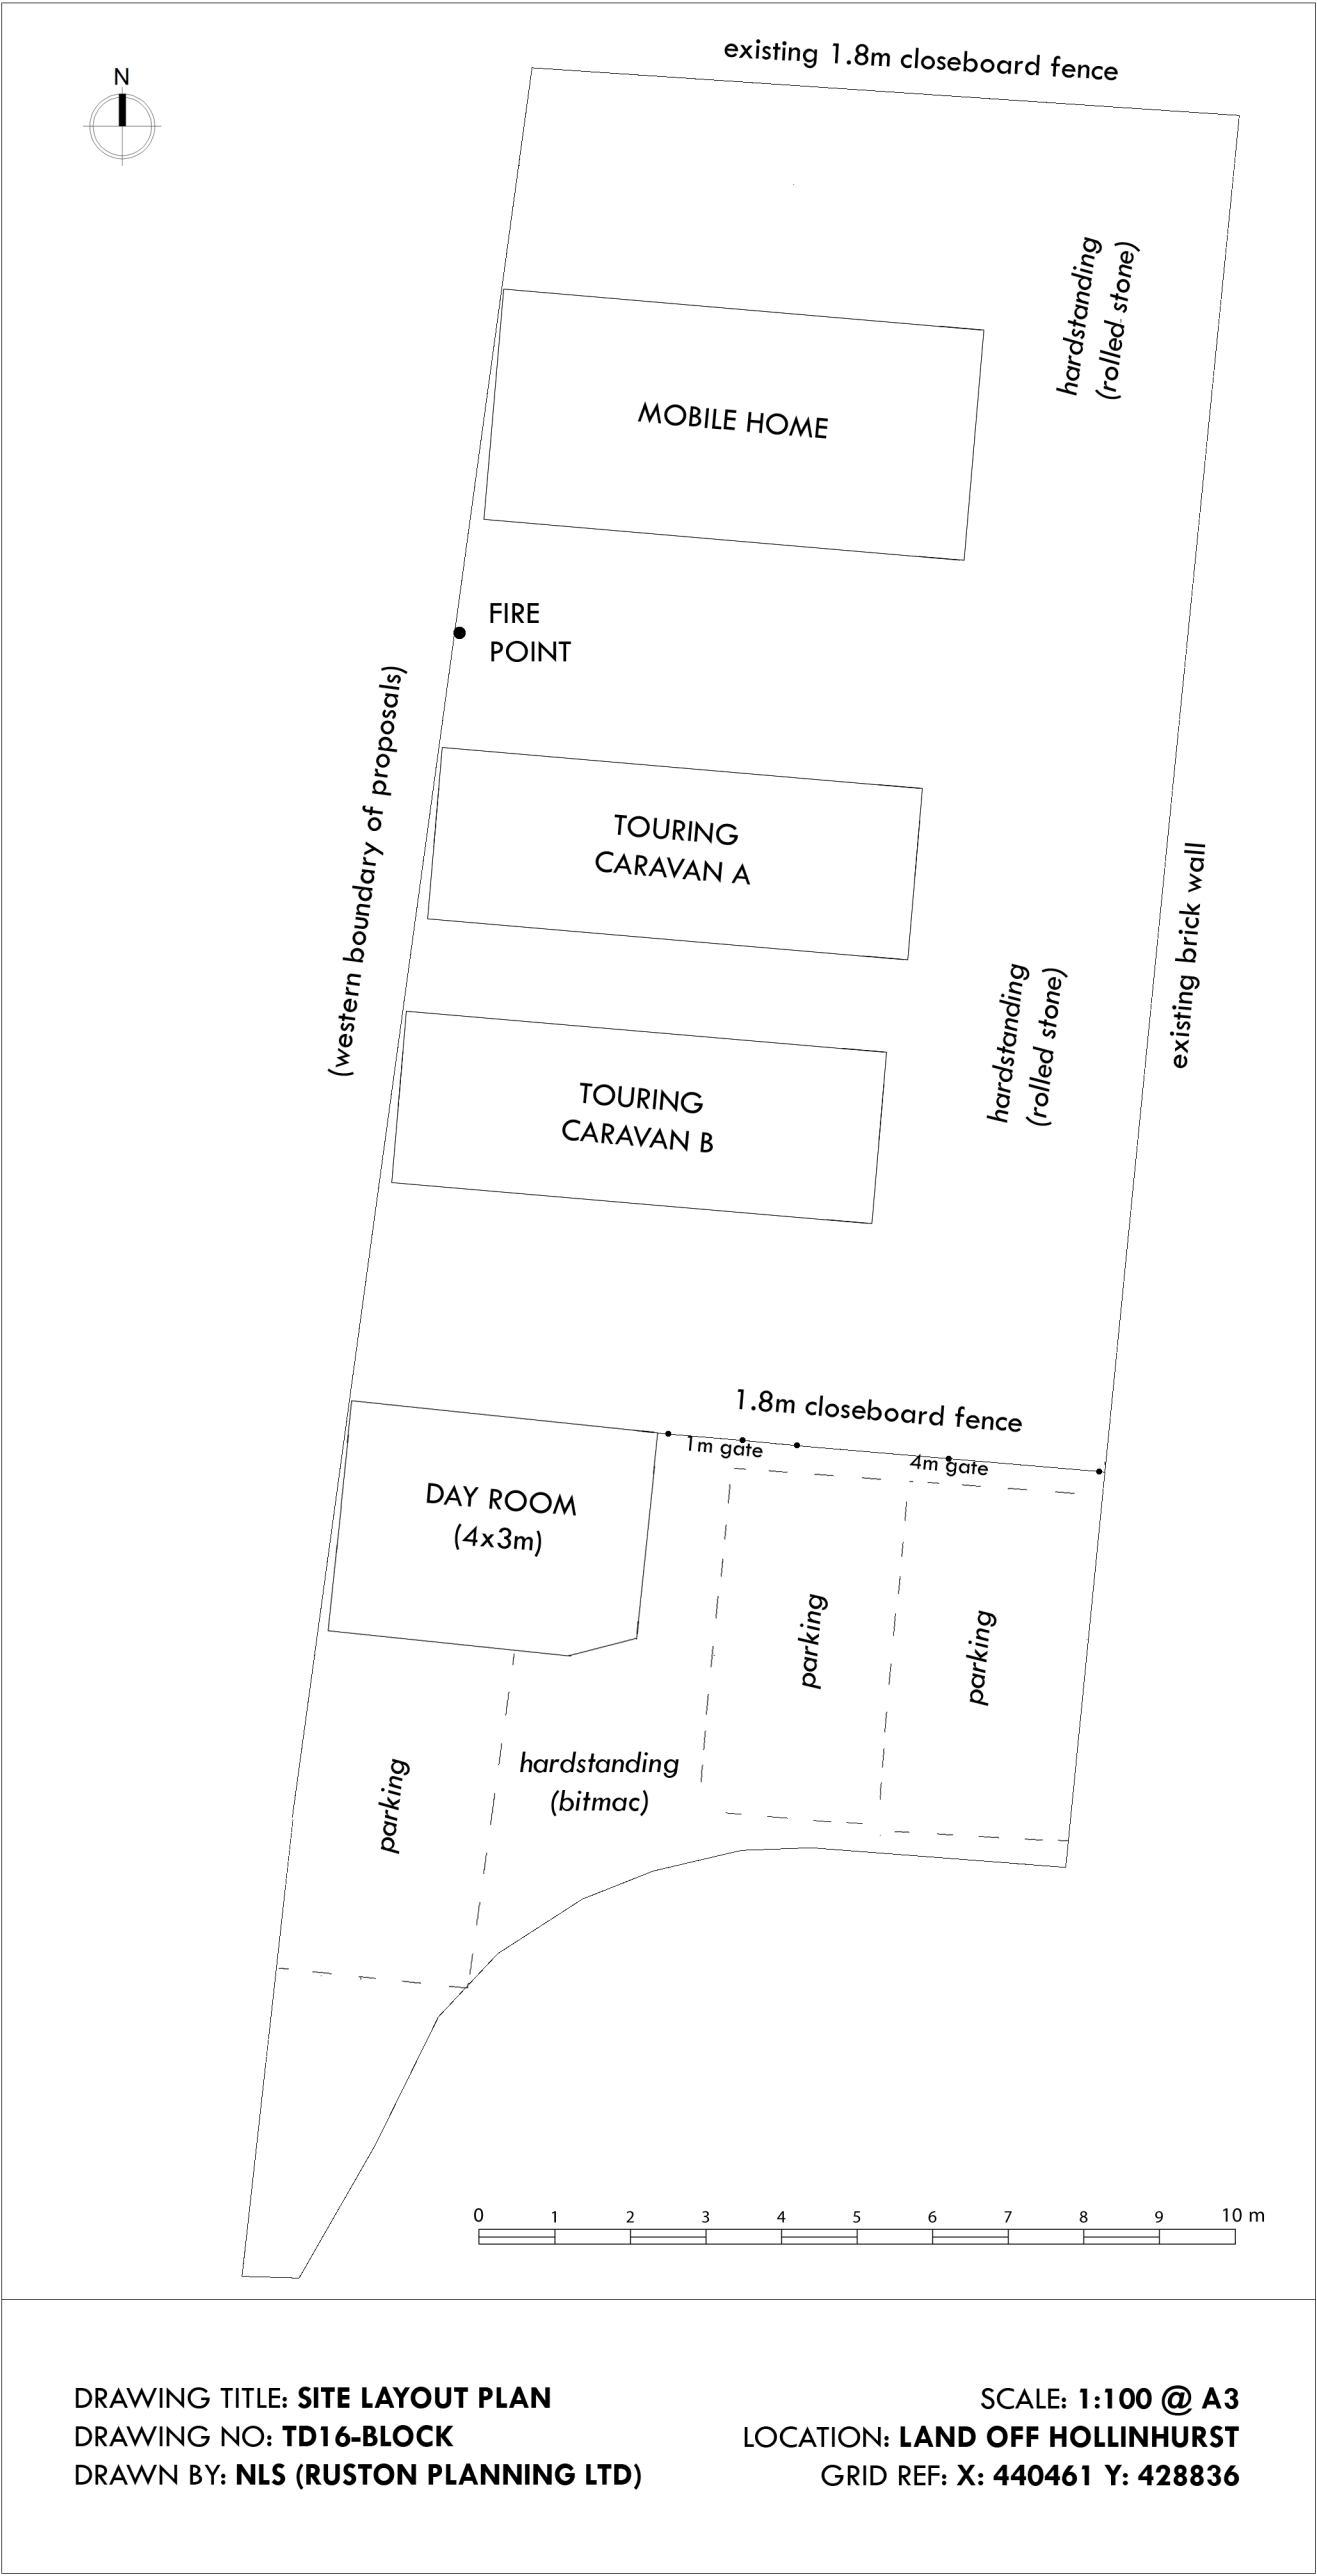 existing 1.8m closeboard fence
N
hardstanding
(rolled stone)
MOBILE HOME
FIRE
POINT
(western boundary of proposals)
TOURING
CARAVAN A
existing brick wall
hardstanding
(rolled stone)
TOURING
CARAVAN B
1.8m closeboard fence
1m gate
4m gate
DAY ROOM
(4x3m)
parking
parking
hardstanding
(bitmac)
parking
0 1 2 3 4 5 6 7 8 9 10 m
DRAWING TITLE: SITE LAYOUT PLAN
DRAWING NO: TD16-BLOCK
DRAWN BY: NLS (RUSTON PLANNING LTD)
SCALE: 1:100 @ A3
LOCATION: LAND OFF HOLLINHURST
GRID REF: X: 440461 Y: 428836